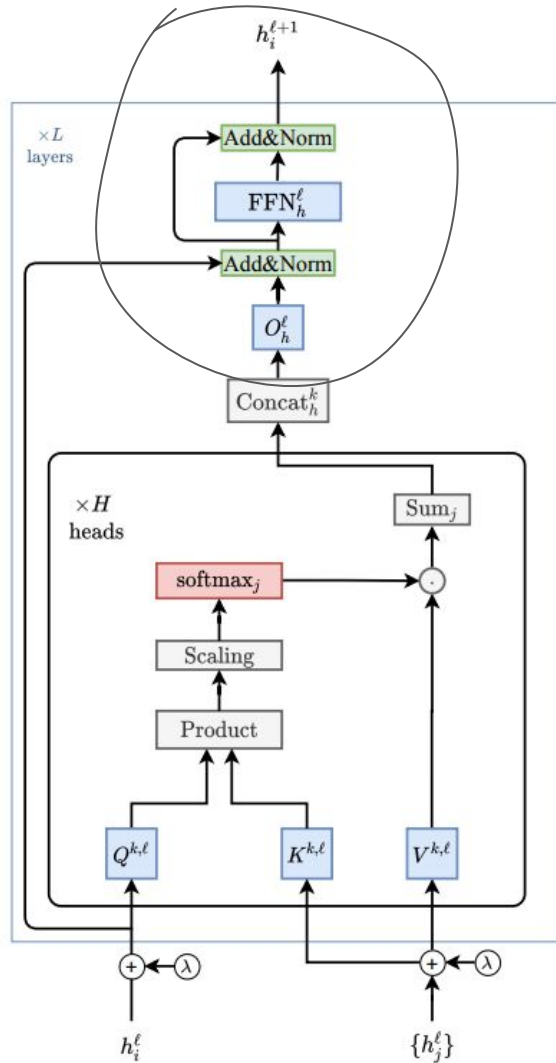 h_i^{ℓ+1}
×L
layers
Add&Norm
FFN_h^ℓ
Add&Norm
O_h^ℓ
Concat_h^k
×H
heads
Sum_j
softmax_j
·
Scaling
Product
Q^{k,ℓ}
K^{k,ℓ}
V^{k,ℓ}
+ λ
+ λ
h_i^ℓ
{h_j^ℓ}